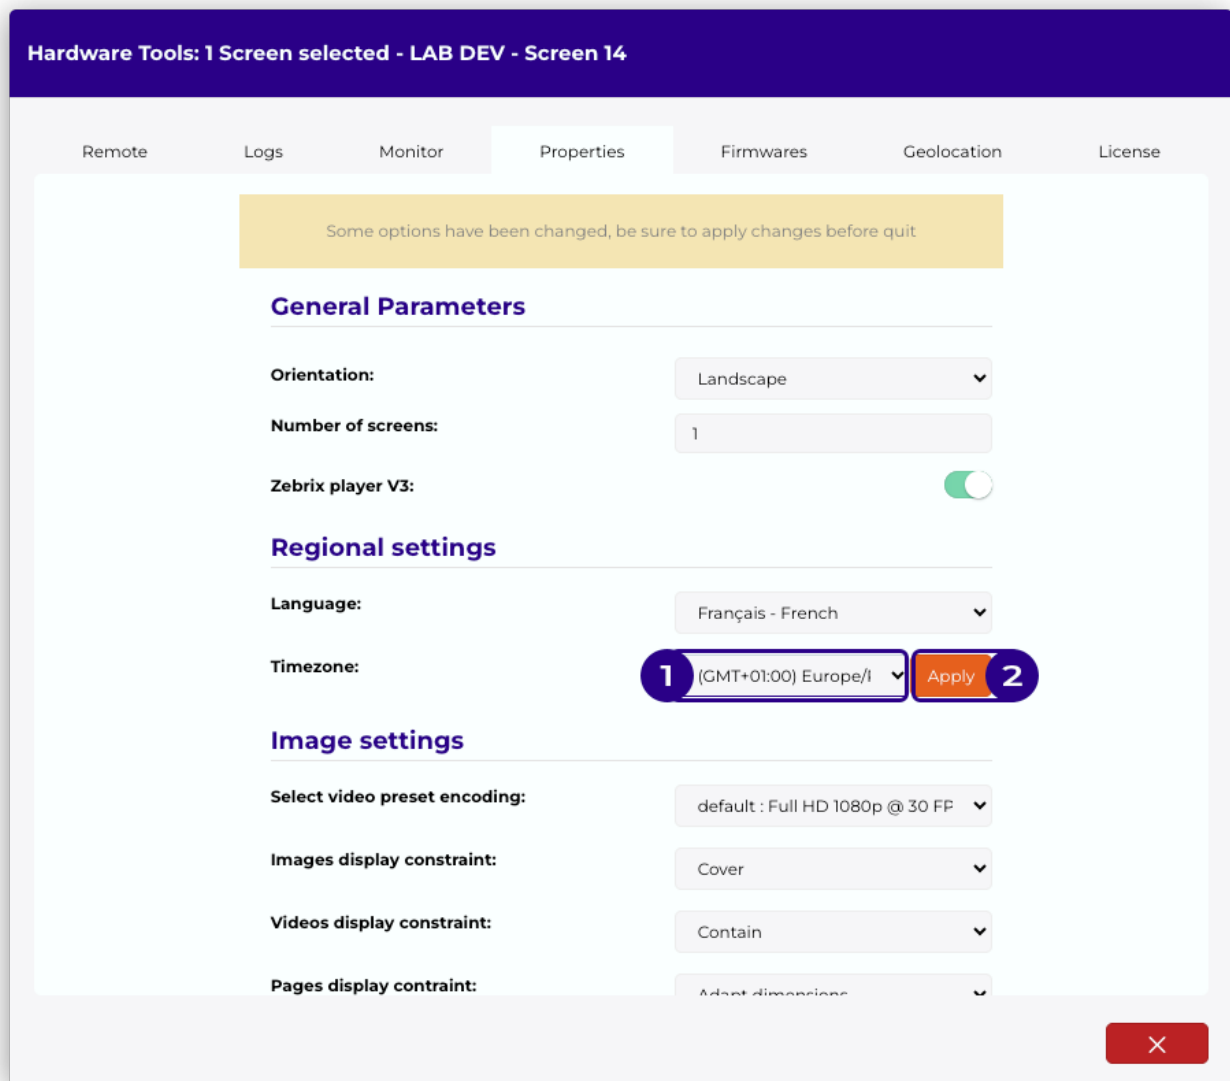 Hardware Tools: 1 Screen selected - LAB DEV - Screen 14
Remote Logs Monitor Properties Firmwares Geolocation License
Some options have been changed, be sure to apply changes before quit
General Parameters
Orientation: Landscape
Number of screens: 1
Zebrix player V3:
Regional settings
Language: Français - French
Timezone: 1 (GMT+01:00) Europe/ Apply 2
Image settings
Select video preset encoding: default : Full HD 1080p @ 30 FP
Images display constraint: Cover
Videos display constraint: Contain
Pages display contraint: Adapt dimensions